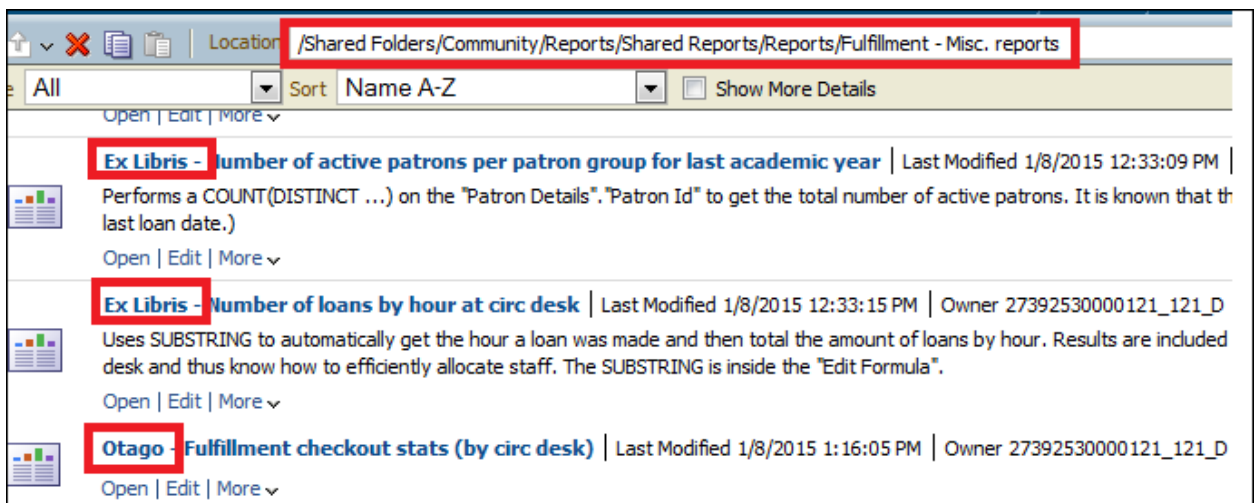 Location /Shared Folders/Community/Reports/Shared Reports/Reports/Fulfillment - Misc. reports
All Sort Name A-Z Show More Details
Open | Edit | More
Ex Libris - Number of active patrons per patron group for last academic year | Last Modified 1/8/2015 12:33:09 PM |
Performs a COUNT(DISTINCT ...) on the "Patron Details"."Patron Id" to get the total number of active patrons. It is known that th
last loan date.)
Open | Edit | More
Ex Libris - Number of loans by hour at circ desk | Last Modified 1/8/2015 12:33:15 PM | Owner 27392530000121_121_D
Uses SUBSTRING to automatically get the hour a loan was made and then total the amount of loans by hour. Results are included
desk and thus know how to efficiently allocate staff. The SUBSTRING is inside the "Edit Formula".
Open | Edit | More
Otago - Fulfillment checkout stats (by circ desk) | Last Modified 1/8/2015 1:16:05 PM | Owner 27392530000121_121_D
Open | Edit | More